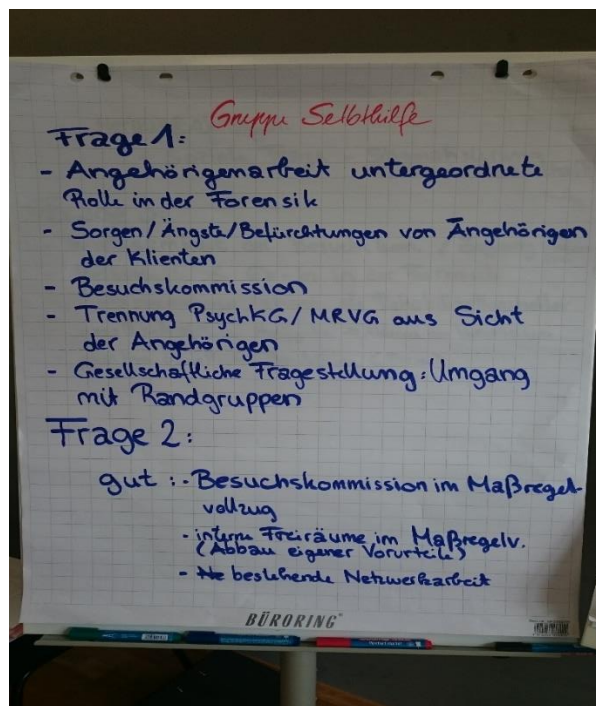 Gruppe Selbsthilfe
Frage 1:
- Angehörigenarbeit untergeordnete
Rolle in der Forensik
- Sorgen/Ängste/Befürchtungen von Angehörigen
der Klienten
- Besuchskommission
- Trennung PsychKG/MRVG aus Sicht
der Angehörigen
- Gesellschaftliche Fragestellung: Umgang
mit Randgruppen
Frage 2:
gut : - Besuchskommission im Maßregel-
vollzug
- interne Freiräume im Maßregelv.
(Abbau eigener Vorurteile)
- Ne bestehende Netzwerkarbeit
BÜRORING